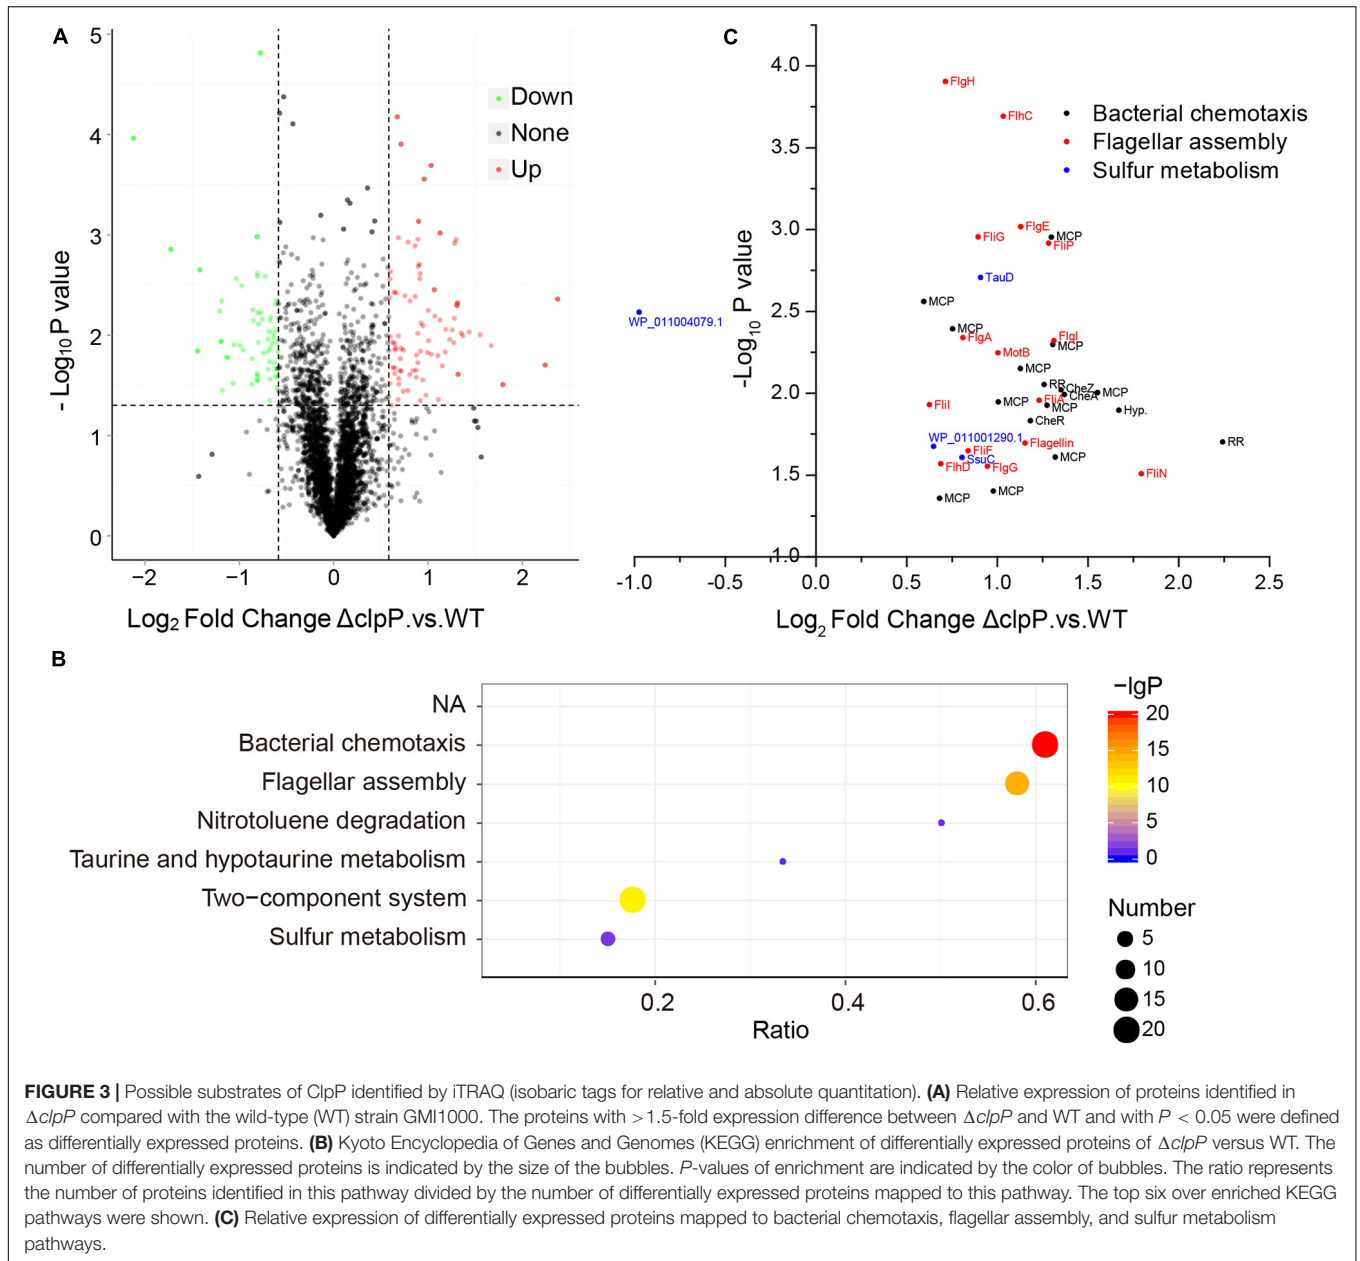 A
5
4
3
2
1
0
- Log10 P value
Down
None
Up
−2
−1
0
1
2
Log2 Fold Change ΔclpP.vs.WT
C
4.0
3.5
3.0
2.5
2.0
1.5
1.0
-Log10 P value
Bacterial chemotaxis
Flagellar assembly
Sulfur metabolism
FlgH
FlhC
FlgE
FliG
MCP
FliP
TauD
WP_011004079.1
MCP
MCP
FlgA
FlgI
MCP
MotB
MCP
RR
CheZ
CheA
MCP
FliI
MCP
FliA
MCP
Hyp.
CheR
WP_011001290.1
Flagellin
RR
FliF
SsuC
MCP
FlhD
FlgG
FliN
MCP
MCP
-1.0
-0.5
0.0
0.5
1.0
1.5
2.0
2.5
Log2 Fold Change ΔclpP.vs.WT
B
NA
Bacterial chemotaxis
Flagellar assembly
Nitrotoluene degradation
Taurine and hypotaurine metabolism
Two−component system
Sulfur metabolism
0.2
0.4
0.6
Ratio
−lgP
20
15
10
5
0
Number
5
10
15
20
FIGURE 3 | Possible substrates of ClpP identified by iTRAQ (isobaric tags for relative and absolute quantitation). (A) Relative expression of proteins identified in
ΔclpP compared with the wild-type (WT) strain GMI1000. The proteins with >1.5-fold expression difference between ΔclpP and WT and with P < 0.05 were defined
as differentially expressed proteins. (B) Kyoto Encyclopedia of Genes and Genomes (KEGG) enrichment of differentially expressed proteins of ΔclpP versus WT. The
number of differentially expressed proteins is indicated by the size of the bubbles. P-values of enrichment are indicated by the color of bubbles. The ratio represents
the number of proteins identified in this pathway divided by the number of differentially expressed proteins mapped to this pathway. The top six over enriched KEGG
pathways were shown. (C) Relative expression of differentially expressed proteins mapped to bacterial chemotaxis, flagellar assembly, and sulfur metabolism
pathways.